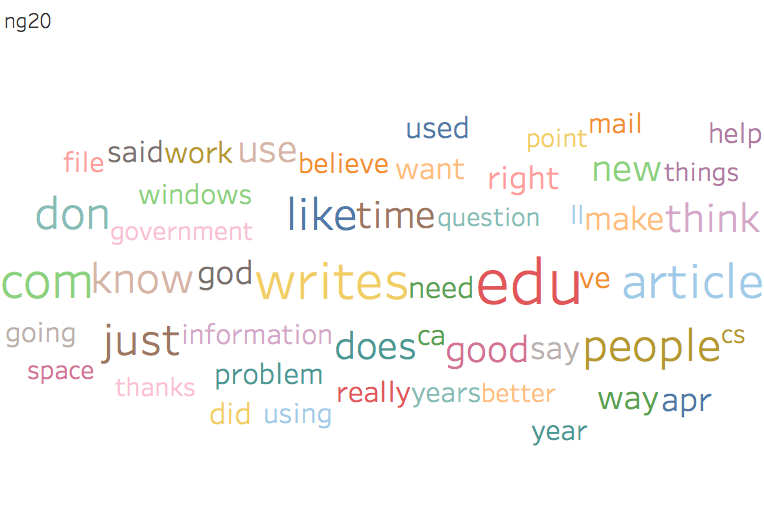 ng20
used point mail help
file said work use believe want right new things
windows
don government like time question ll make think
com know god writes need edu ve article
going just information does ca good say people cs
space thanks problem really years better way apr
did using
year